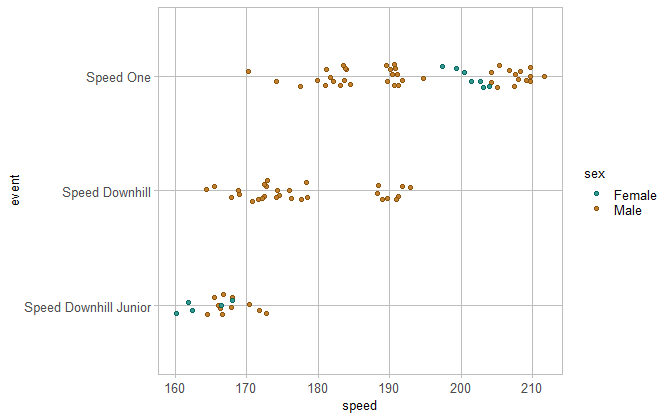 Speed One
Speed Downhill
Speed Downhill Junior
event
160 170 180 190 200 210
speed
sex
Female
Male